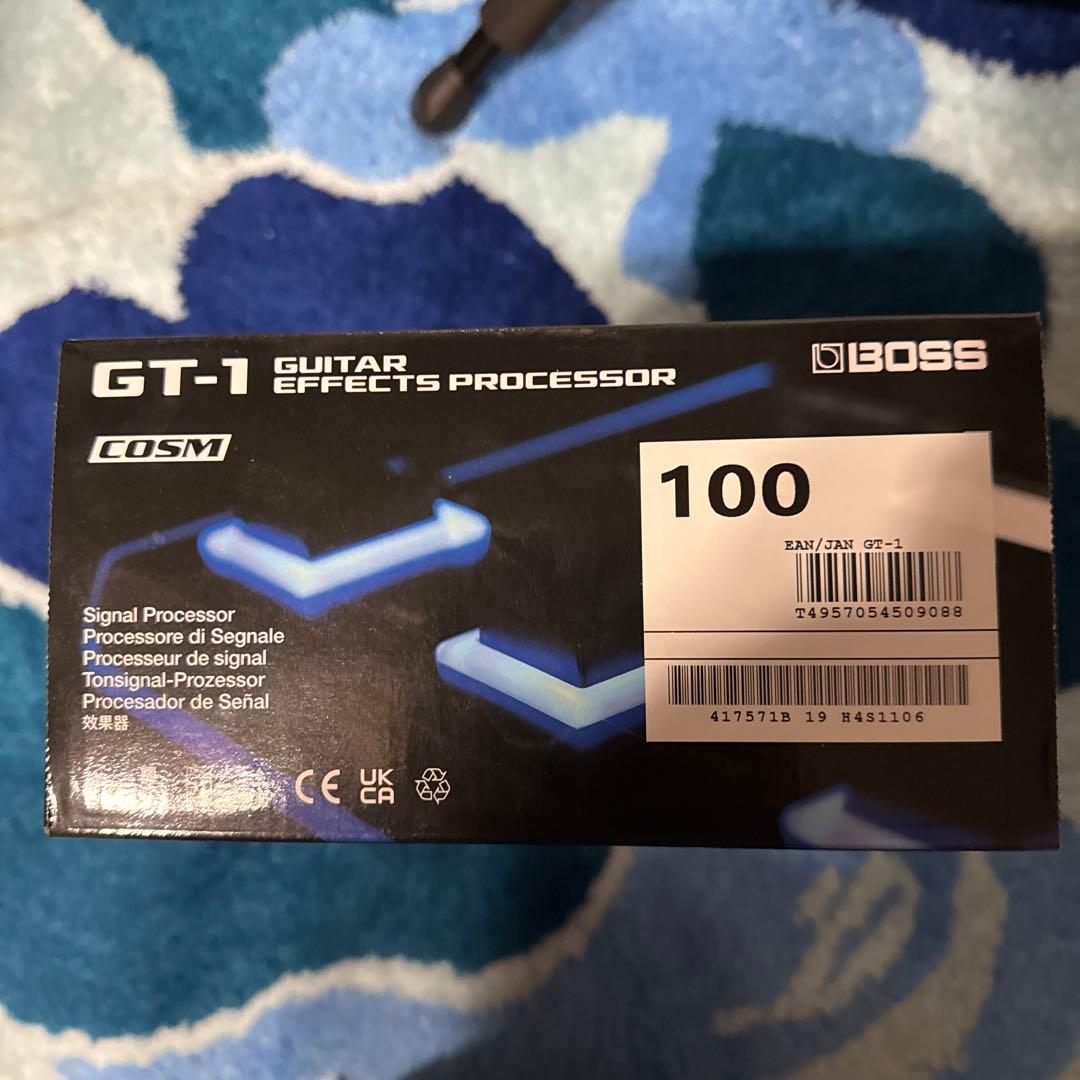 GT-1 GUITAR
EFFECTS PROCESSOR
BOSS
COSM
100
EAN/JAN GT-1
T4957054509088
417571B 19 H4S1106
Signal Processor
Processore di Segnale
Processeur de signal
Tonsignal-Prozessor
Procesador de Señal
效果器
CE UK
CA